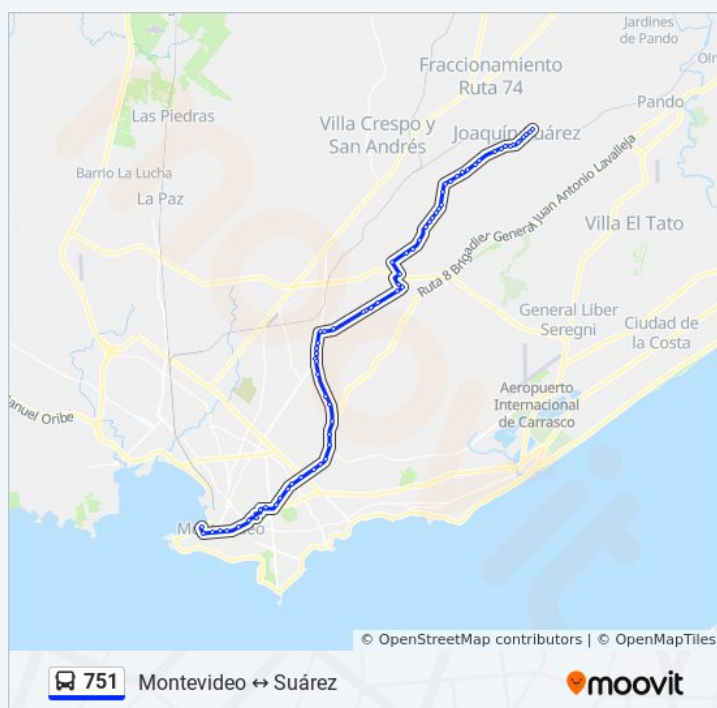 Jardines
de Pando
Fraccionamiento
Ruta 74
Las Piedras
Pando
Villa Crespo y
San Andrés
Joaquín Suárez
Barrio La Lucha
La Paz
Ruta 8 Brigadier General Juan Antonio Lavalleja
Villa El Tato
General Liber
Seregni
Ciudad de
la Costa
Aeropuerto
Internacional
de Carrasco
Manuel Oribe
Montevideo
moovit
© OpenStreetMap contributors | © OpenMapTiles
751 Montevideo ↔ Suárez
moovit